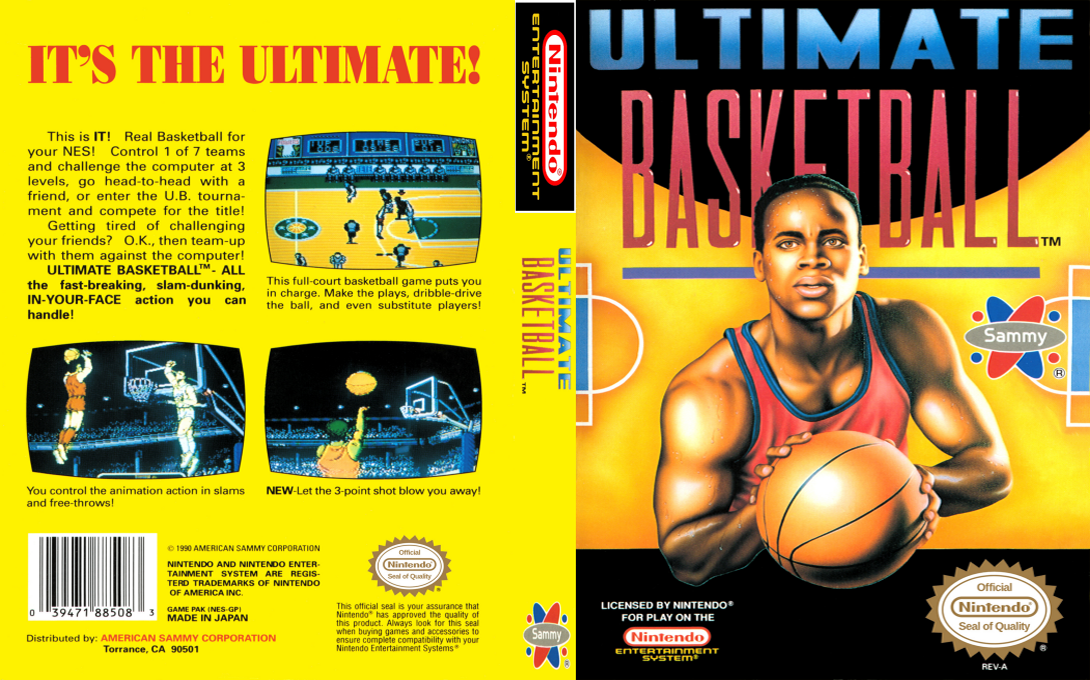 IT'S THE ULTIMATE!
This is IT! Real Basketball for
your NES! Control 1 of 7 teams
and challenge the computer at 3
levels, go head-to-head with a
friend, or enter the U.B. tourna-
ment and compete for the title!
Getting tired of challenging
your friends? O.K., then team-up
with them against the computer!
ULTIMATE BASKETBALL™- ALL
the fast-breaking, slam-dunking,
IN-YOUR-FACE action you can
handle!
This full-court basketball game puts you
in charge. Make the plays, dribble-drive
the ball, and even substitute players!
You control the animation action in slams
and free-throws!
NEW-Let the 3-point shot blow you away!
0 39471 88508 3
© 1990 AMERICAN SAMMY CORPORATION
NINTENDO AND NINTENDO ENTER-
TAINMENT SYSTEM ARE REGIS-
TERD TRADEMARKS OF NINTENDO
OF AMERICA INC.
GAME PAK (NES-GP)
MADE IN JAPAN
Distributed by: AMERICAN SAMMY CORPORATION
Torrance, CA 90501
Official
Nintendo®
Seal of Quality
®
This official seal is your assurance that
Nintendo® has approved the quality of
this product. Always look for this seal
when buying games and accessories to
ensure complete compatibility with your
Nintendo Entertainment Systems®
Nintendo®
ENTERTAINMENT
SYSTEM®
ULTIMATE
BASKETBALL™
Sammy
®
ULTIMATE
BASKETBALL™
Sammy
®
LICENSED BY NINTENDO®
FOR PLAY ON THE
Nintendo
ENTERTAINMENT
SYSTEM®
Official
Nintendo®
Seal of Quality
®
REV-A